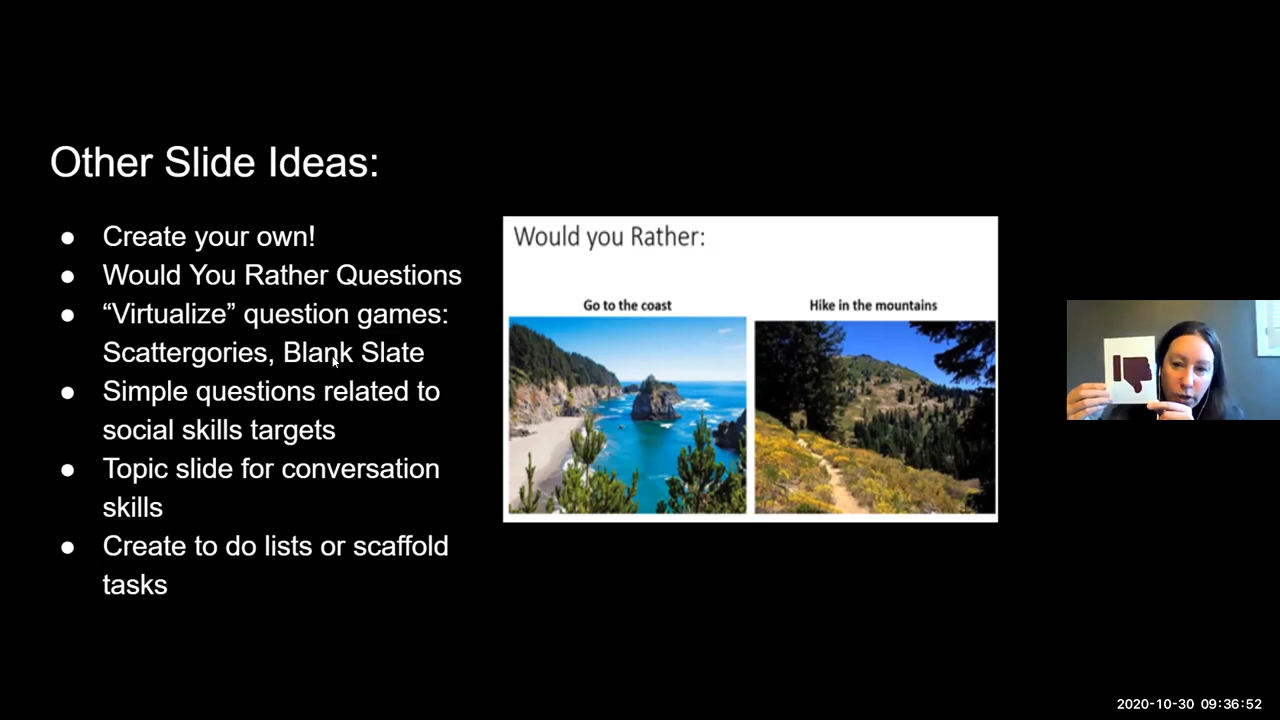 Other Slide Ideas:
● Create your own!
● Would You Rather Questions
● “Virtualize” question games:
Scattergories, Blank Slate
● Simple questions related to
social skills targets
● Topic slide for conversation
skills
● Create to do lists or scaffold
tasks
Would you Rather:
Go to the coast
Hike in the mountains
2020-10-30 09:36:52